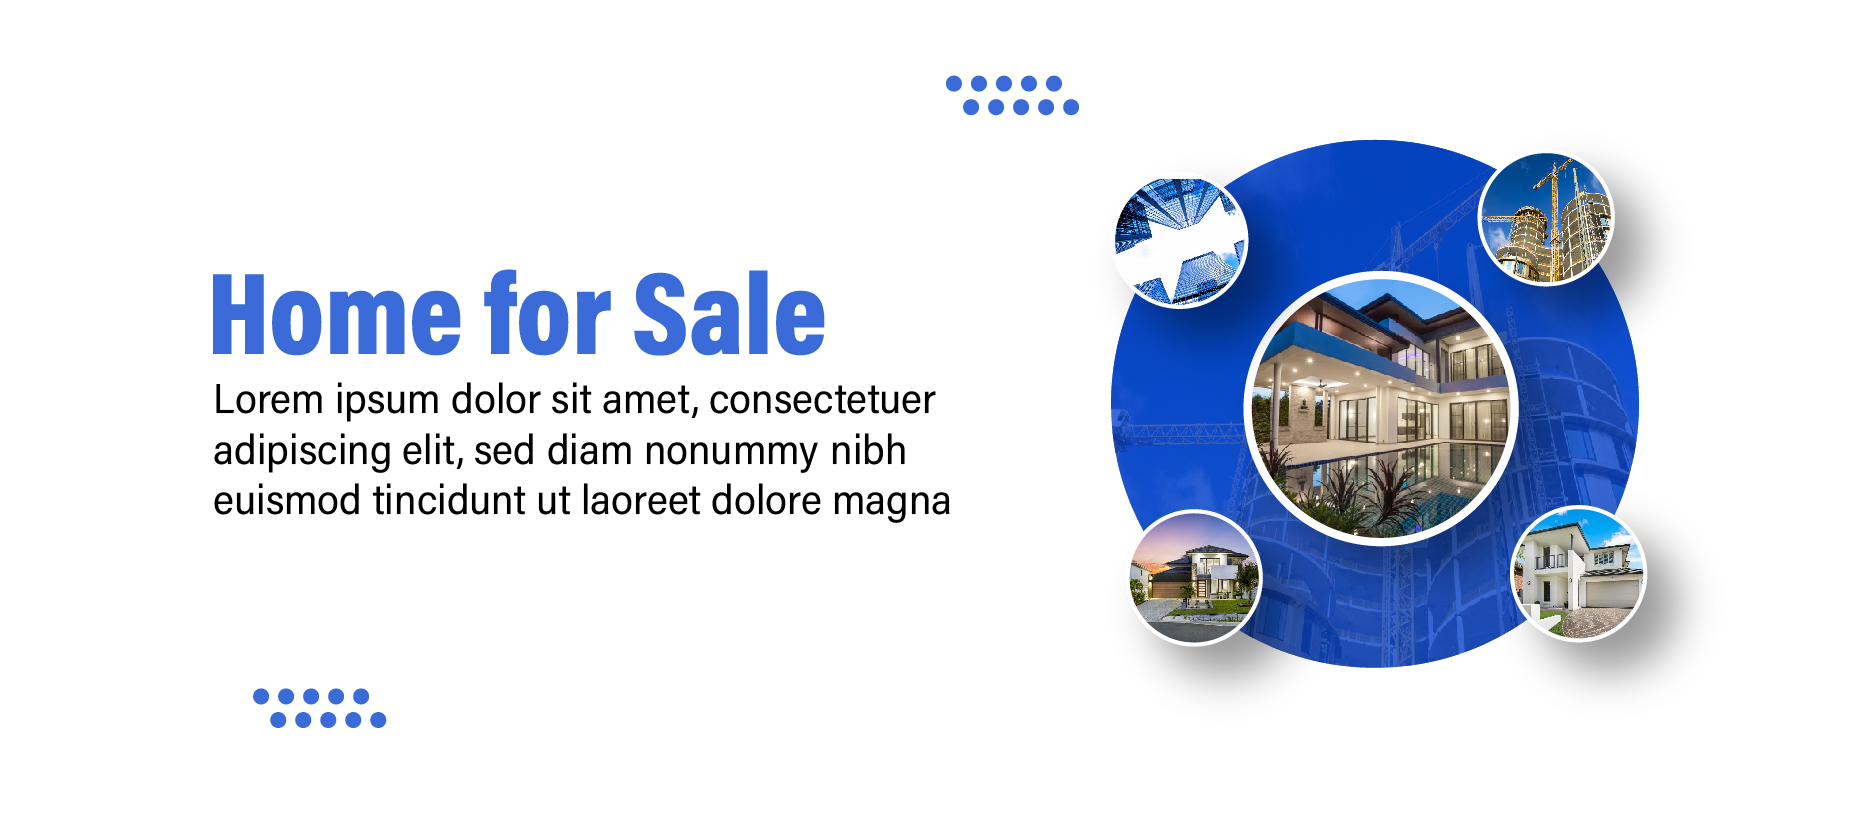 Home for Sale
Lorem ipsum dolor sit amet, consectetuer
adipiscing elit, sed diam nonummy nibh
euismod tincidunt ut laoreet dolore magna